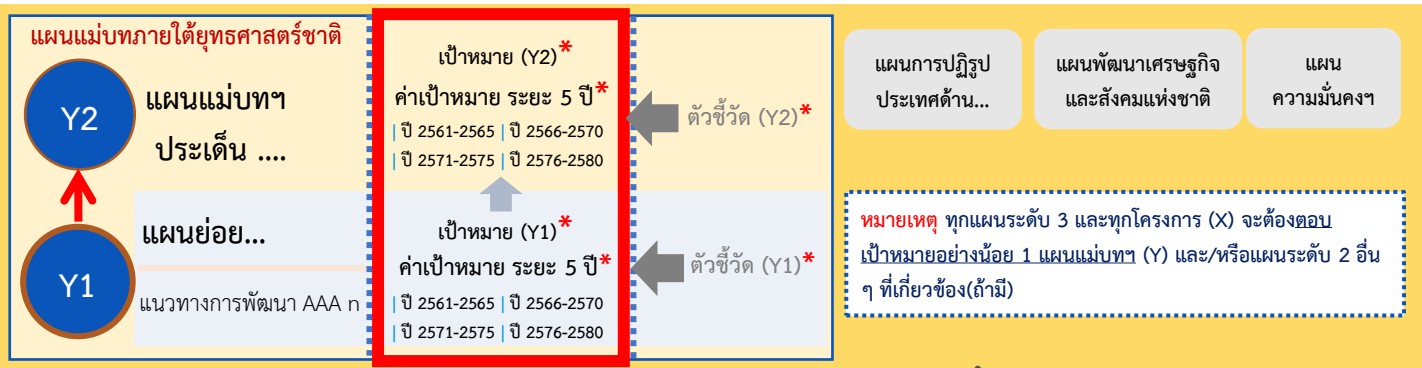 แผนแม่บทภายใต้ยุทธศาสตร์ชาติ
Y2
แผนแม่บทฯ
ประเด็น ....
Y1
แผนย่อย...
แนวทางการพัฒนา AAA n
เป้าหมาย (Y2)*
ค่าเป้าหมาย ระยะ 5 ปี*
| ปี 2561-2565 | ปี 2566-2570
| ปี 2571-2575 | ปี 2576-2580
เป้าหมาย (Y1)*
ค่าเป้าหมาย ระยะ 5 ปี*
| ปี 2561-2565 | ปี 2566-2570
| ปี 2571-2575 | ปี 2576-2580
ตัวชี้วัด (Y2)*
ตัวชี้วัด (Y1)*
แผนการปฏิรูป
ประเทศด้าน...
แผนพัฒนาเศรษฐกิจ
และสังคมแห่งชาติ
แผน
ความมั่นคงฯ
หมายเหตุ ทุกแผนระดับ 3 และทุกโครงการ (X) จะต้องตอบ
เป้าหมายอย่างน้อย 1 แผนแม่บทฯ (Y) และ/หรือแผนระดับ 2 อื่น
ๆ ที่เกี่ยวข้อง(ถ้ามี)